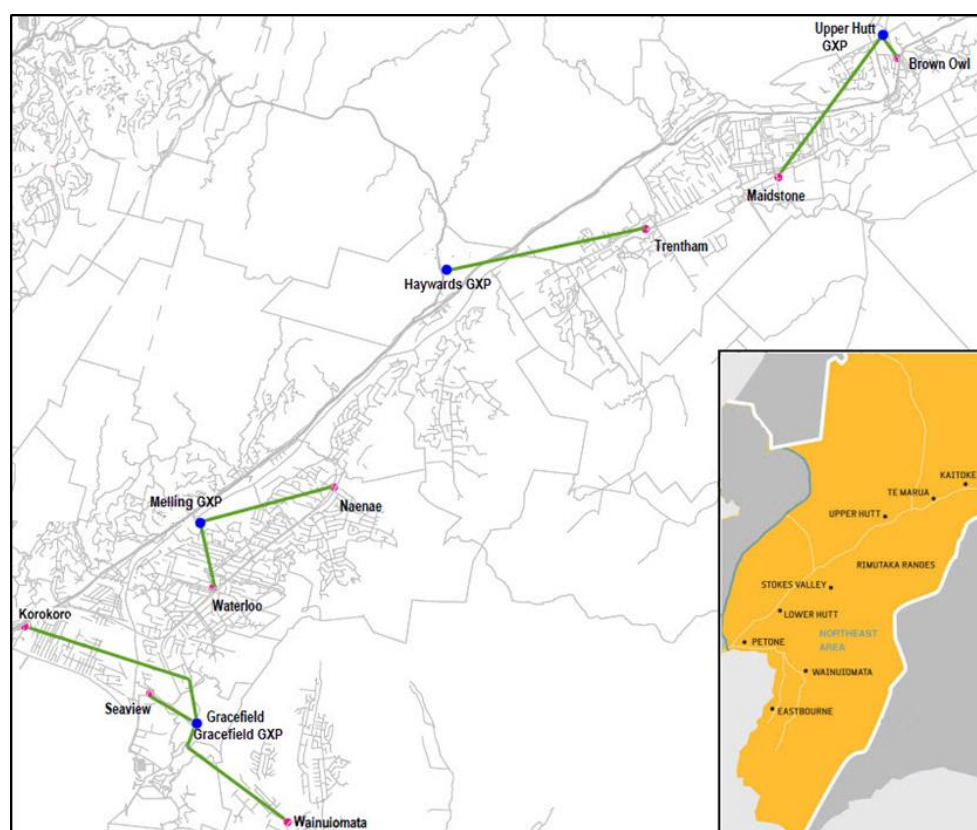 Upper Hutt
GXP
Brown Owl
Maidstone
Trentham
Haywards GXP
Melling GXP
Naenae
Waterloo
Korokoro
Seaview
Gracefield
Gracefield GXP
Wainuiomata
KAITOKE
TE MARUA
UPPER HUTT
RIMUTAKA RANGES
STOKES VALLEY
LOWER HUTT
NORTHEAST
AREA
PETONE
WAINUIOMATA
EASTBOURNE